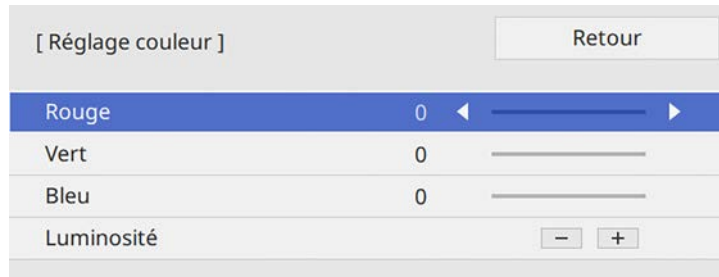 [ Réglage couleur ]
Retour
Rouge 0
Vert 0
Bleu 0
Luminosité − +